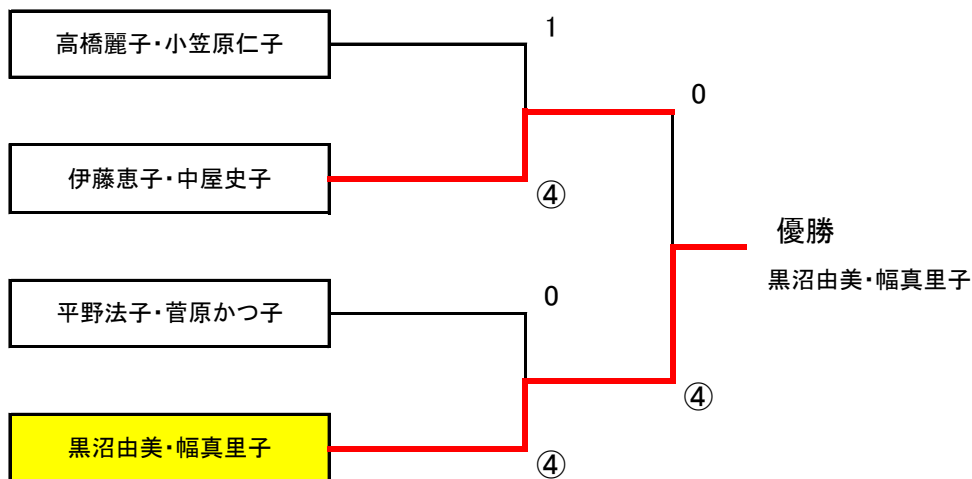 高橋麗子・小笠原仁子
1
0
伊藤恵子・中屋史子
④
優勝
黒沼由美・幅真里子
平野法子・菅原かつ子
0
④
黒沼由美・幅真里子
④